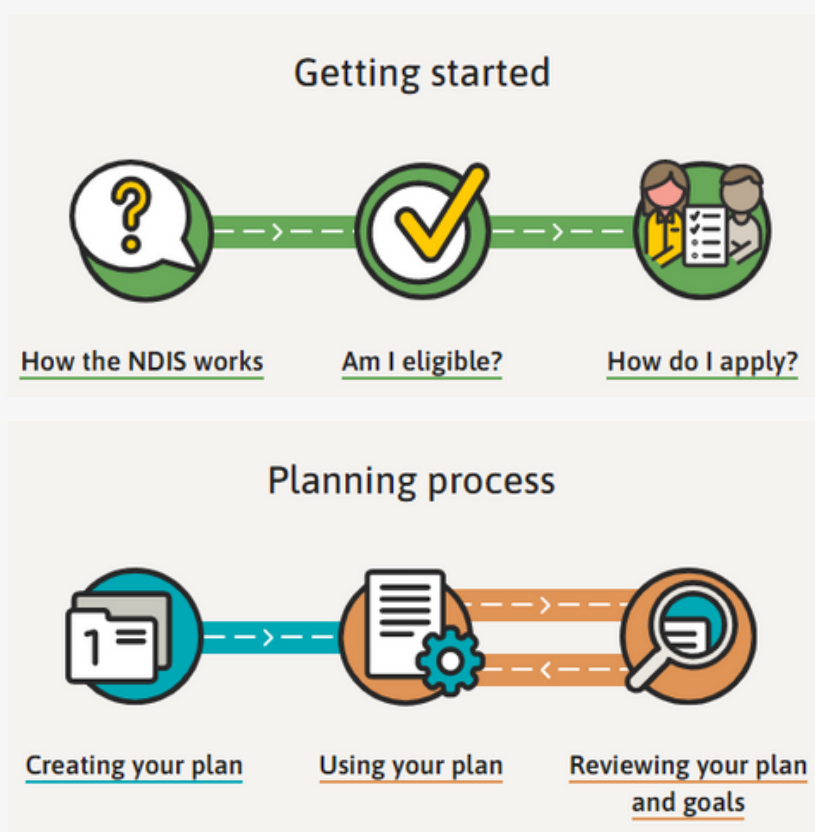 Getting started
?
How the NDIS works
Am I eligible?
How do I apply?
Planning process
1
Creating your plan
Using your plan
Reviewing your plan
and goals